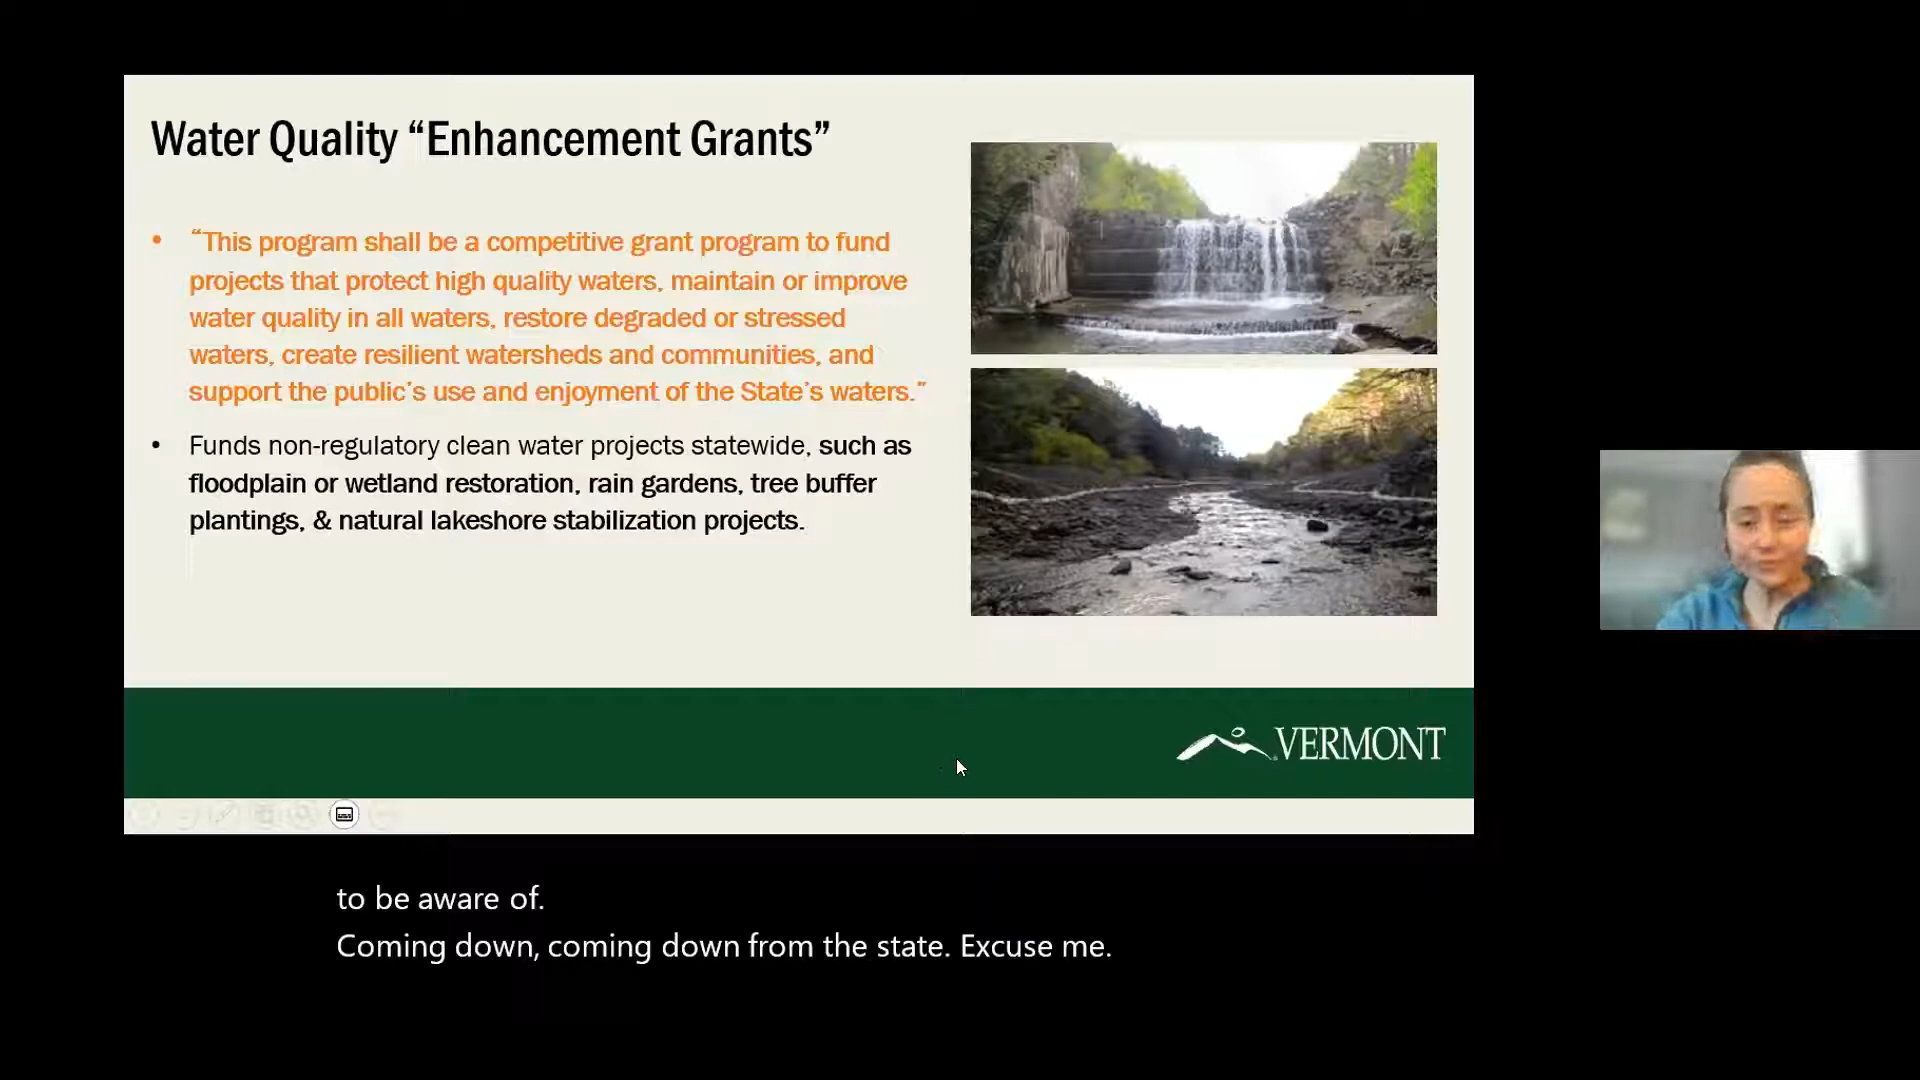 Water Quality “Enhancement Grants”
• “This program shall be a competitive grant program to fund
projects that protect high quality waters, maintain or improve
water quality in all waters, restore degraded or stressed
waters, create resilient watersheds and communities, and
support the public’s use and enjoyment of the State’s waters.”
• Funds non-regulatory clean water projects statewide, such as
floodplain or wetland restoration, rain gardens, tree buffer
plantings, & natural lakeshore stabilization projects.
VERMONT
to be aware of.
Coming down, coming down from the state. Excuse me.